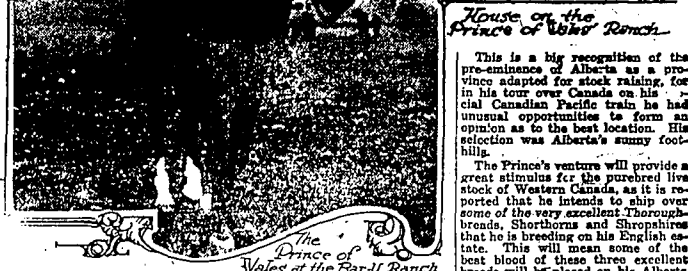 The
Prince of
Wales at the Bar-U Ranch
House on the
Prince of Wales' Ranch
This is a big recognition of the
pre-eminence of Alberta as a pro-
vince adapted for stock raising, for
in his tour over Canada on his
cial Canadian Pacific train he had
unusual opportunities to form an
opinion as to the best location. His
selection was Alberta's sunny foot-
hills.
The Prince's venture will provide a
great stimulus for the purebred live
stock of Western Canada, as it is re-
ported that he intends to ship over
some of the very excellent Thorough-
brends, Shorthorns and Shropshires
that he is breeding on his English es-
tate. This will mean some of the
best blood of these three excellent
breeds will be placed on his Alberta